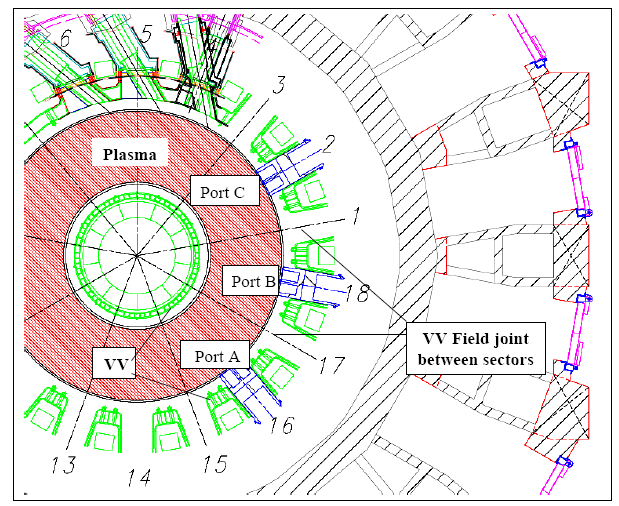 6
5
4
3
Plasma
2
Port C
1
Port B
18
VV Field joint
between sectors
Port A
VV
17
16
13
14
15